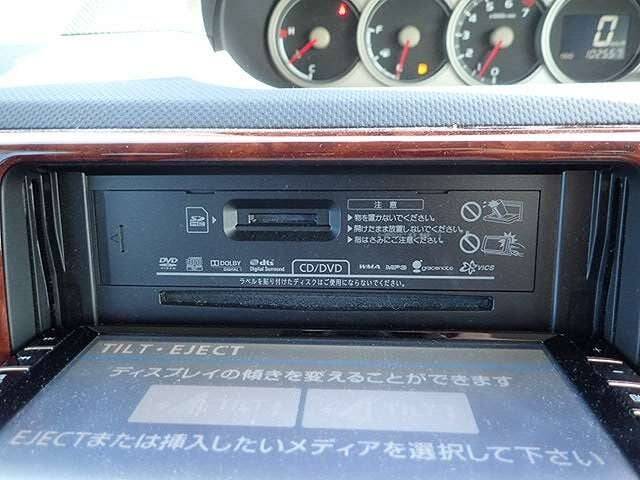 H
C
F
7
0
0
102557
注意
▶物を置かないでください。
▶開けたまま放置しないでください。
▶指はさみにご注意ください。
DVD VIDEO
DOLBY DIGITAL
dts Digital Surround
CD/DVD
WMA MP3 gracenote VICS
ラベルを貼り付けたディスクはご使用にならないでください。
TILT・EJECT
ディスプレイの傾きを変えることができます
EJECTまたは挿入したいメディアを選択して下さい